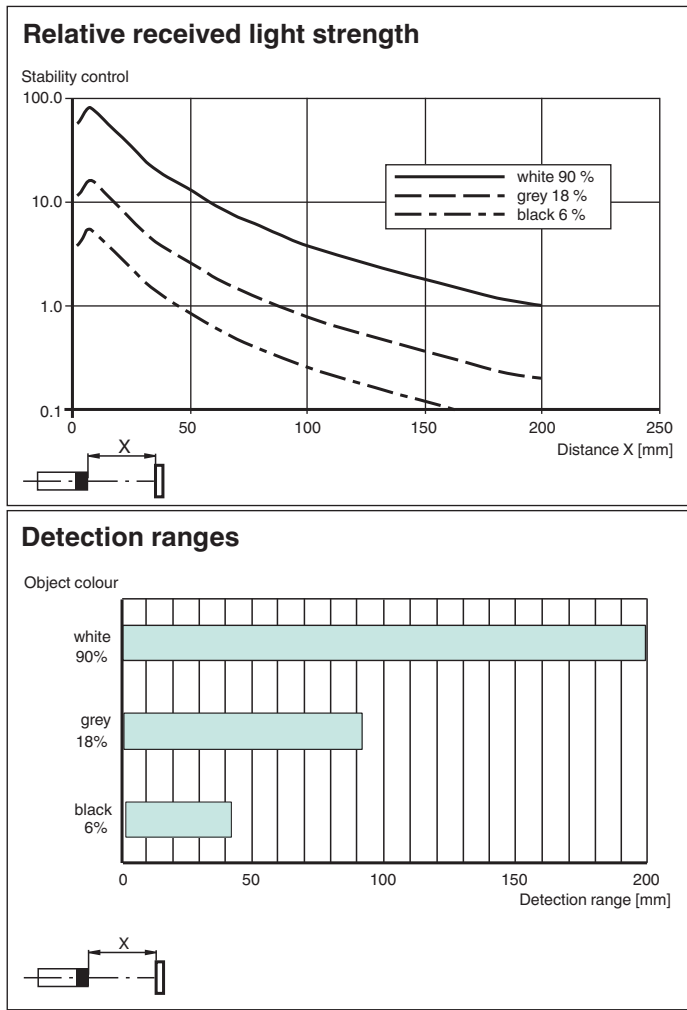 Relative received light strength
Stability control
100.0
10.0
1.0
0.1
white 90 %
grey 18 %
black 6 %
0 50 100 150 200 250
Distance X [mm]
X
Detection ranges
Object colour
white
90%
grey
18%
black
6%
0 50 100 150 200
Detection range [mm]
X